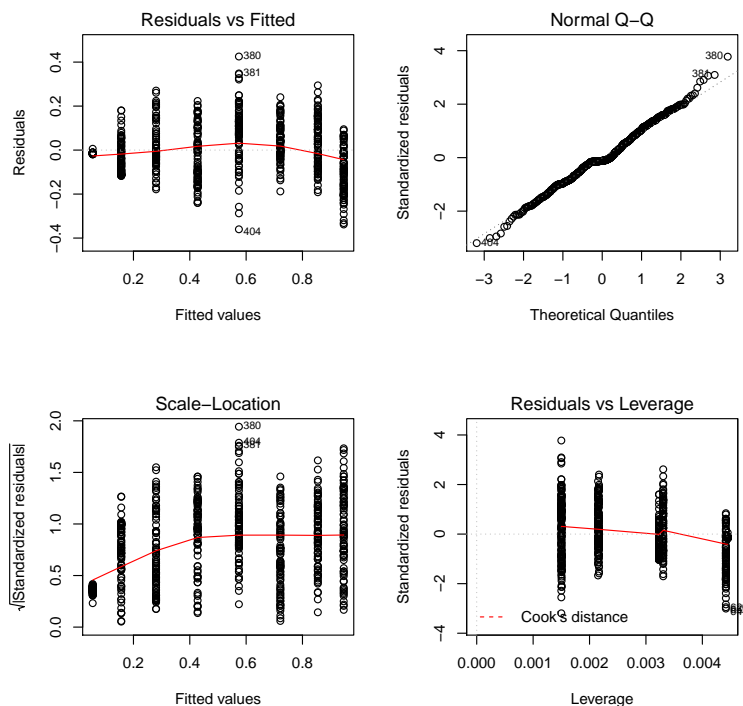 Residuals vs Fitted
Residuals
0.4
0.2
0.0
−0.2
−0.4
380
381
404
0.2 0.4 0.6 0.8
Fitted values
Normal Q−Q
Standardized residuals
4
2
0
−2
380
381
404
−3 −2 −1 0 1 2 3
Theoretical Quantiles
Scale−Location
√|Standardized residuals|
2.0
1.5
1.0
0.5
0.0
380
404
381
0.2 0.4 0.6 0.8
Fitted values
Residuals vs Leverage
Standardized residuals
4
2
0
−2
−4
Cook's distance
0.000 0.001 0.002 0.003 0.004
Leverage